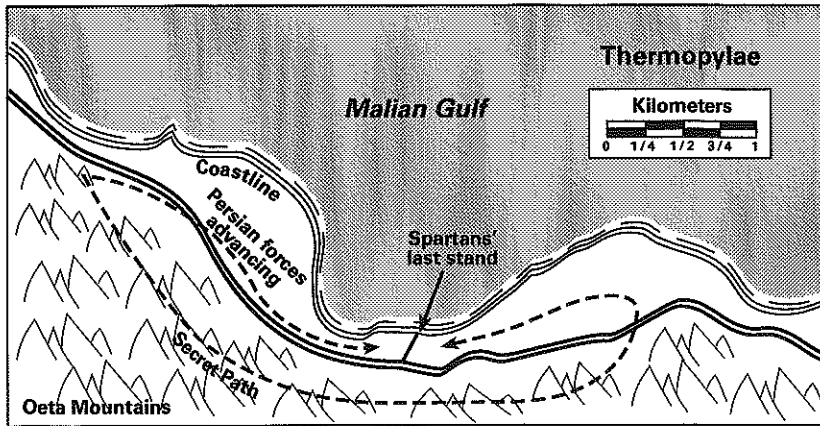 Thermopylae
Malian Gulf
Kilometers
0 1/4 1/2 3/4 1
Coastline
Persian forces
advancing
Spartans'
last stand
Secret Path
Oeta Mountains